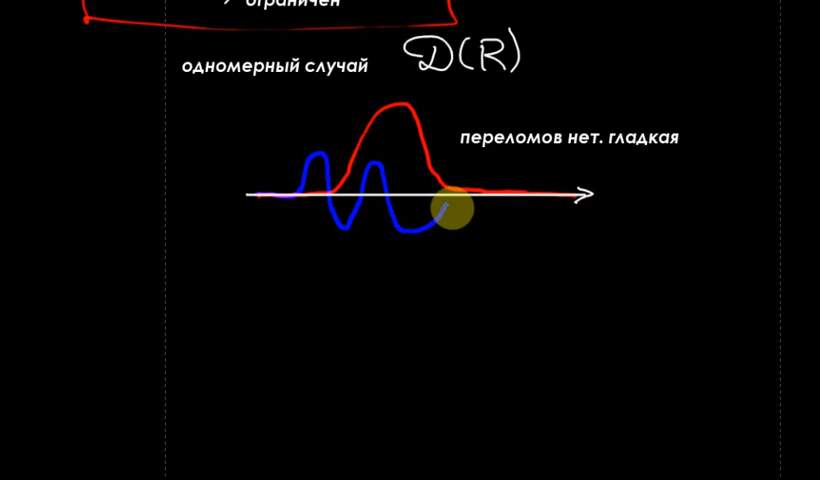 ограничен
одномерный случай D(R)
переломов нет. гладкая